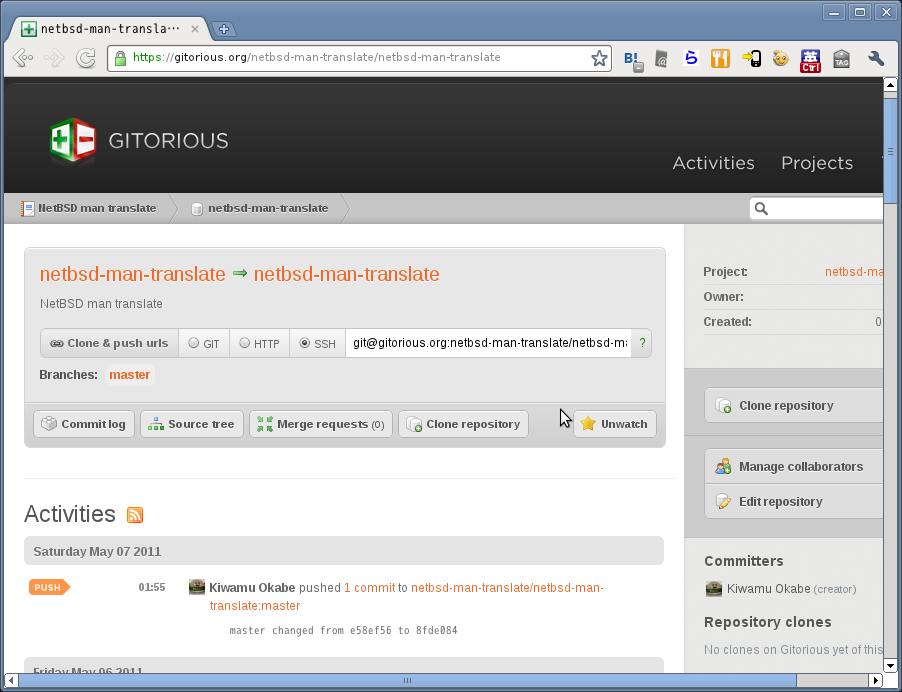 netbsd-man-transla…
https://gitorious.org/netbsd-man-translate/netbsd-man-translate
B!
Ctrl
TAG
GITORIOUS
Activities Projects
NetBSD man translate netbsd-man-translate
netbsd-man-translate ⇒ netbsd-man-translate
NetBSD man translate
Clone & push urls GIT HTTP SSH git@gitorious.org:netbsd-man-translate/netbsd-ma ?
Branches: master
Commit log Source tree Merge requests (0) Clone repository Unwatch
Activities
Saturday May 07 2011
PUSH 01:55 Kiwamu Okabe pushed 1 commit to netbsd-man-translate/netbsd-man-
translate:master
master changed from e58ef56 to 8fde084
Friday May 06 2011
Project: netbsd-ma
Owner:
Created: 0
Clone repository
Manage collaborators
Edit repository
Committers
Kiwamu Okabe (creator)
Repository clones
No clones on Gitorious yet of this